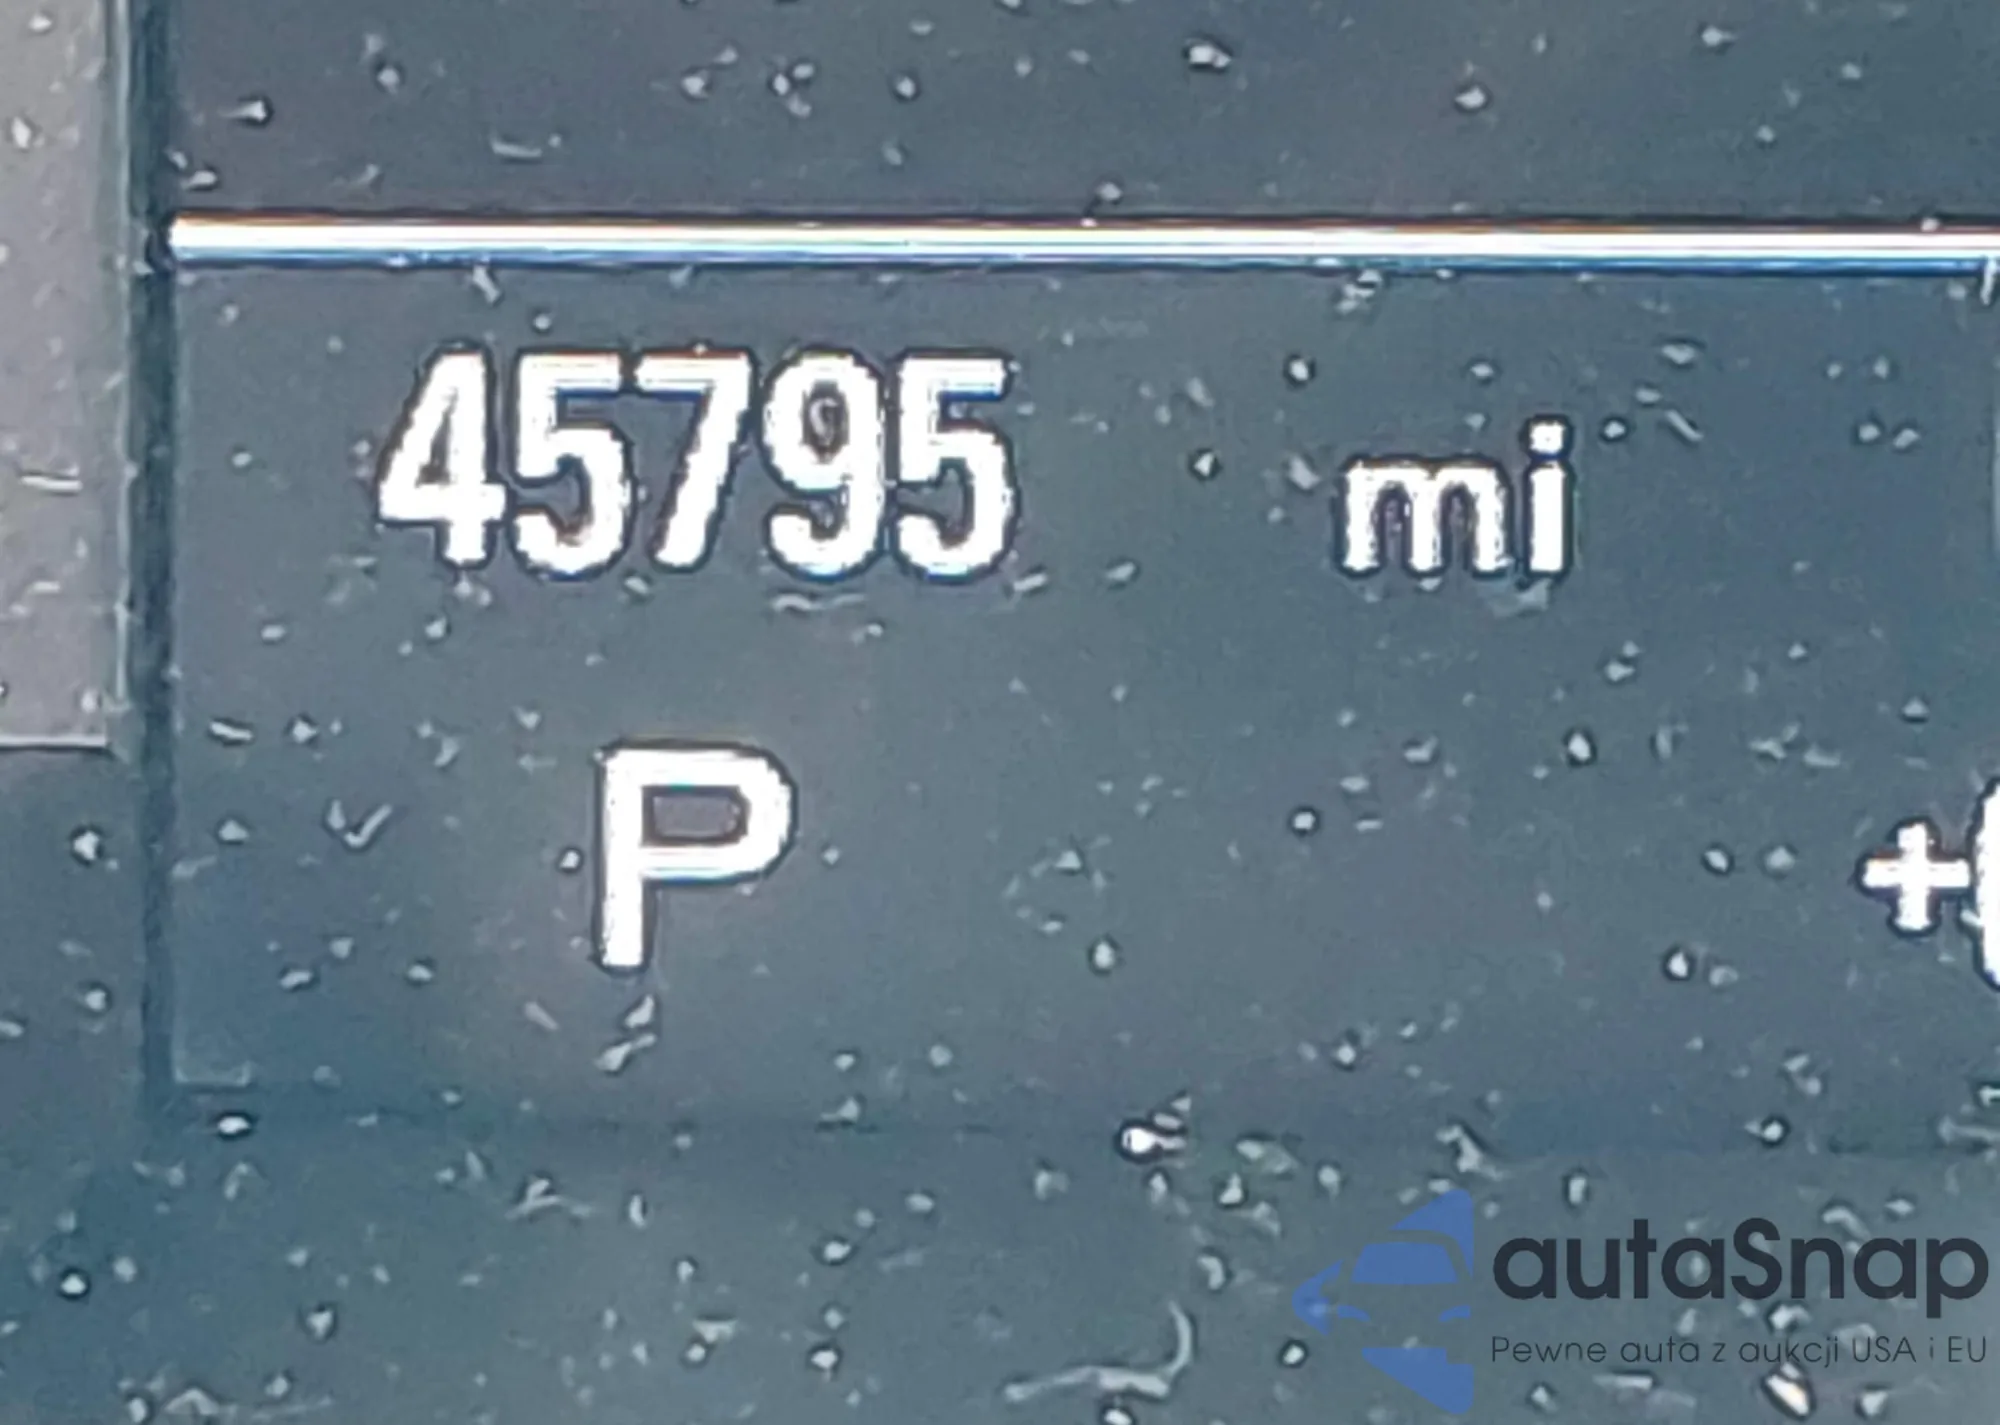 45795 mi
P +
autaSnap
Pewne auta z aukcji USA i EU